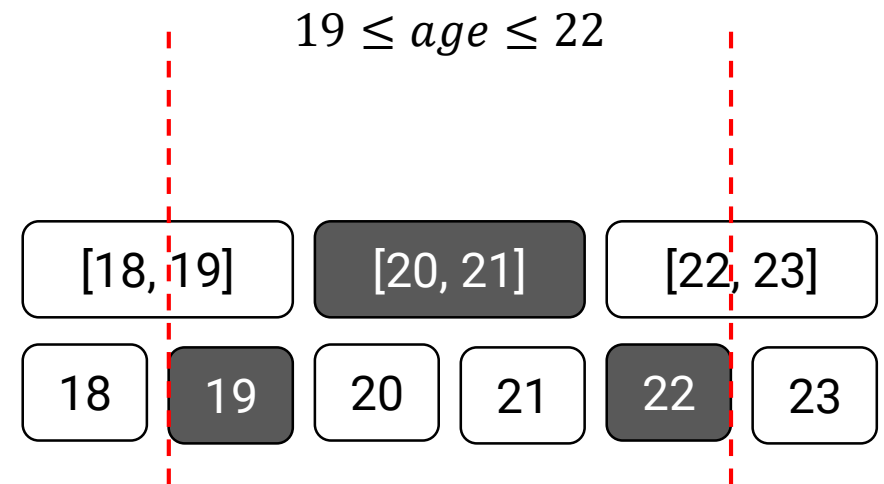 19 ≤ age ≤ 22
[18, 19] [20, 21] [22, 23]
18 19 20 21 22 23